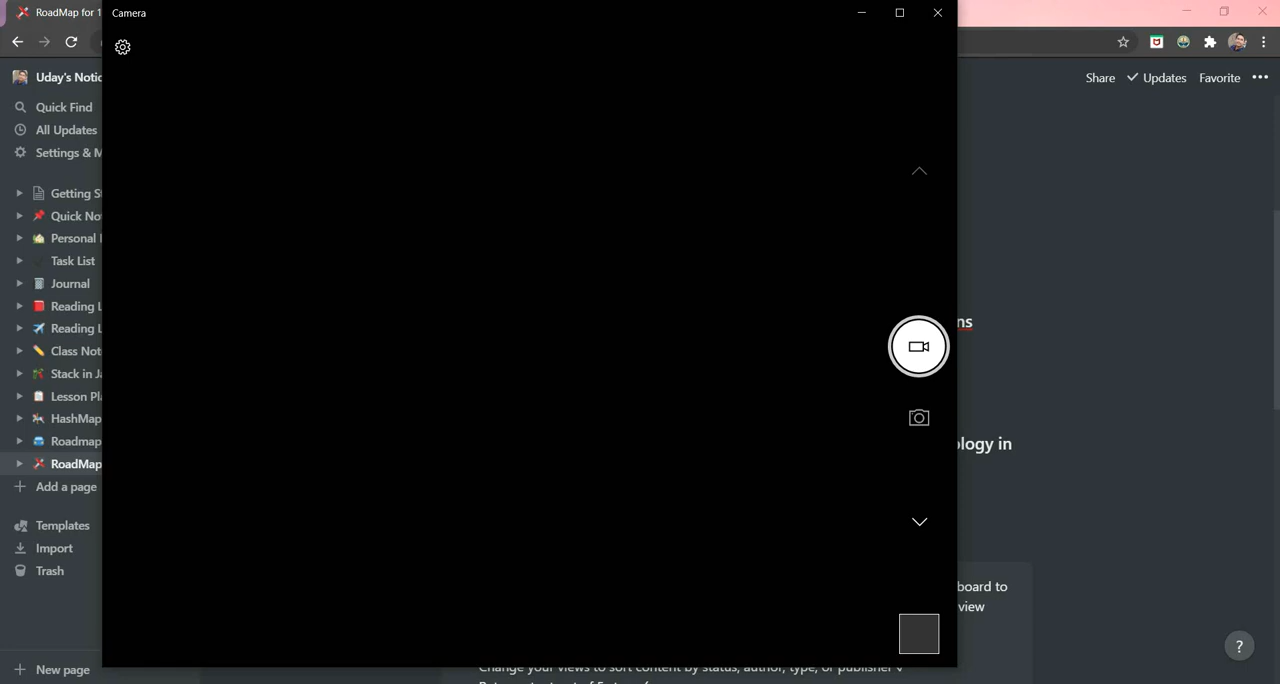 RoadMap for 1
Camera
Uday's Notic
Share
Updates
Favorite
Quick Find
All Updates
Settings & M
Getting S
Quick No
Personal
Task List
Journal
Reading L
Reading L
Class Not
Stack in Ja
Lesson Pl
HashMap
Roadmap
RoadMap
Add a page
Templates
Import
Trash
New page
ns
ology in
board to
view
?
Change your views to sort content by status, author, type, or publisher